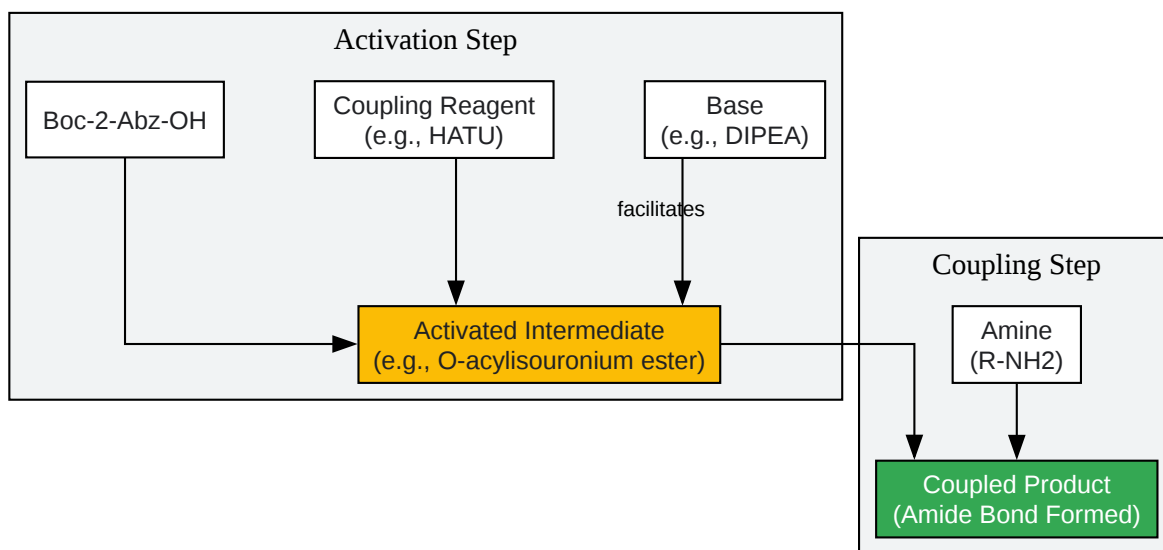 Activation Step
Boc-2-Abz-OH
Coupling Reagent
(e.g., HATU)
Base
(e.g., DIPEA)
facilitates
Activated Intermediate
(e.g., O-acylisouronium ester)
Coupling Step
Amine
(R-NH2)
Coupled Product
(Amide Bond Formed)